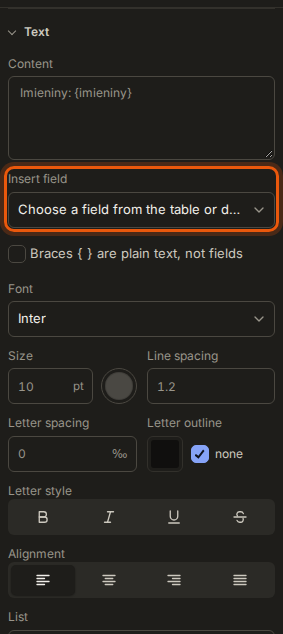 Text
Content
Imieniny: {imieniny}
Insert field
Choose a field from the table or d...
Braces { } are plain text, not fields
Font
Inter
Size
Line spacing
10 pt
1.2
Letter spacing
Letter outline
0 ‰
none
Letter style
B I U S
Alignment
List